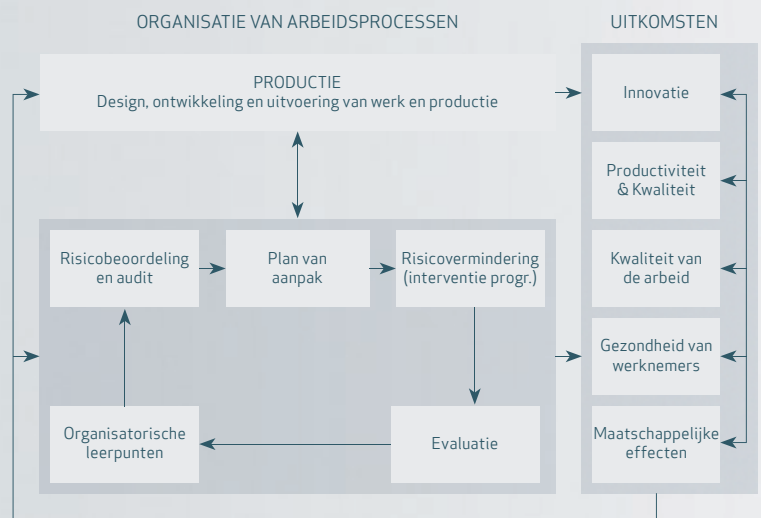 ORGANISATIE VAN ARBEIDSPROCESSEN
UITKOMSTEN
PRODUCTIE
Design, ontwikkeling en uitvoering van werk en productie
Innovatie
Productiviteit
& Kwaliteit
Risicobeoordeling
en audit
Plan van
aanpak
Risicovermindering
(interventie progr.)
Kwaliteit van
de arbeid
Gezondheid van
werknemers
Organisatorische
leerpunten
Evaluatie
Maatschappelijke
effecten